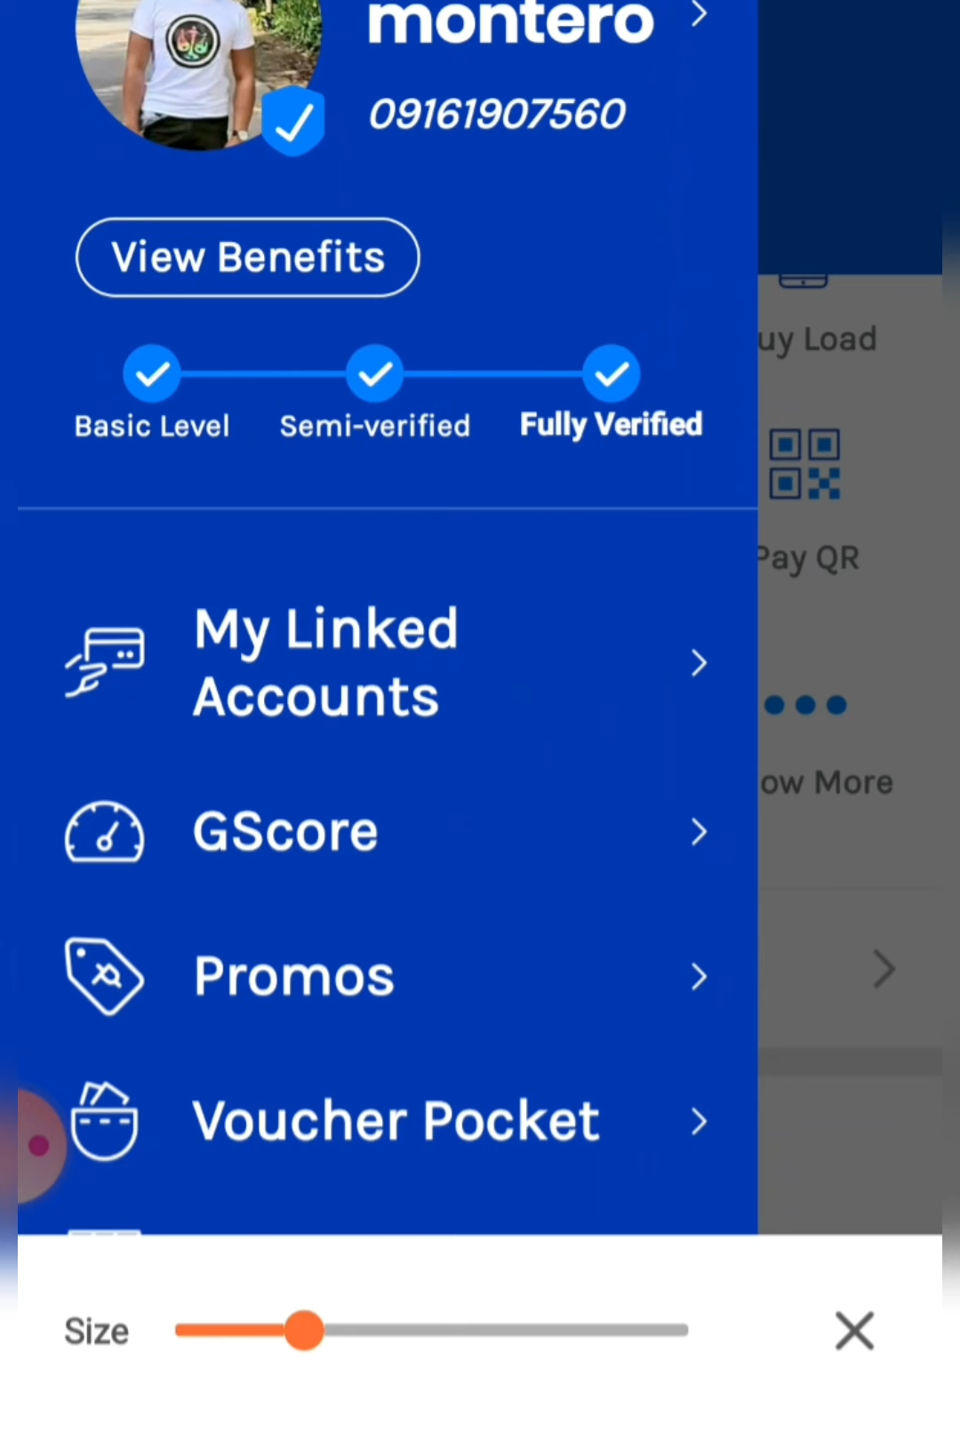 montero
09161907560
View Benefits
Basic Level
Semi-verified
Fully Verified
My Linked
Accounts
GScore
Promos
Voucher Pocket
uy Load
Pay QR
ow More
Size